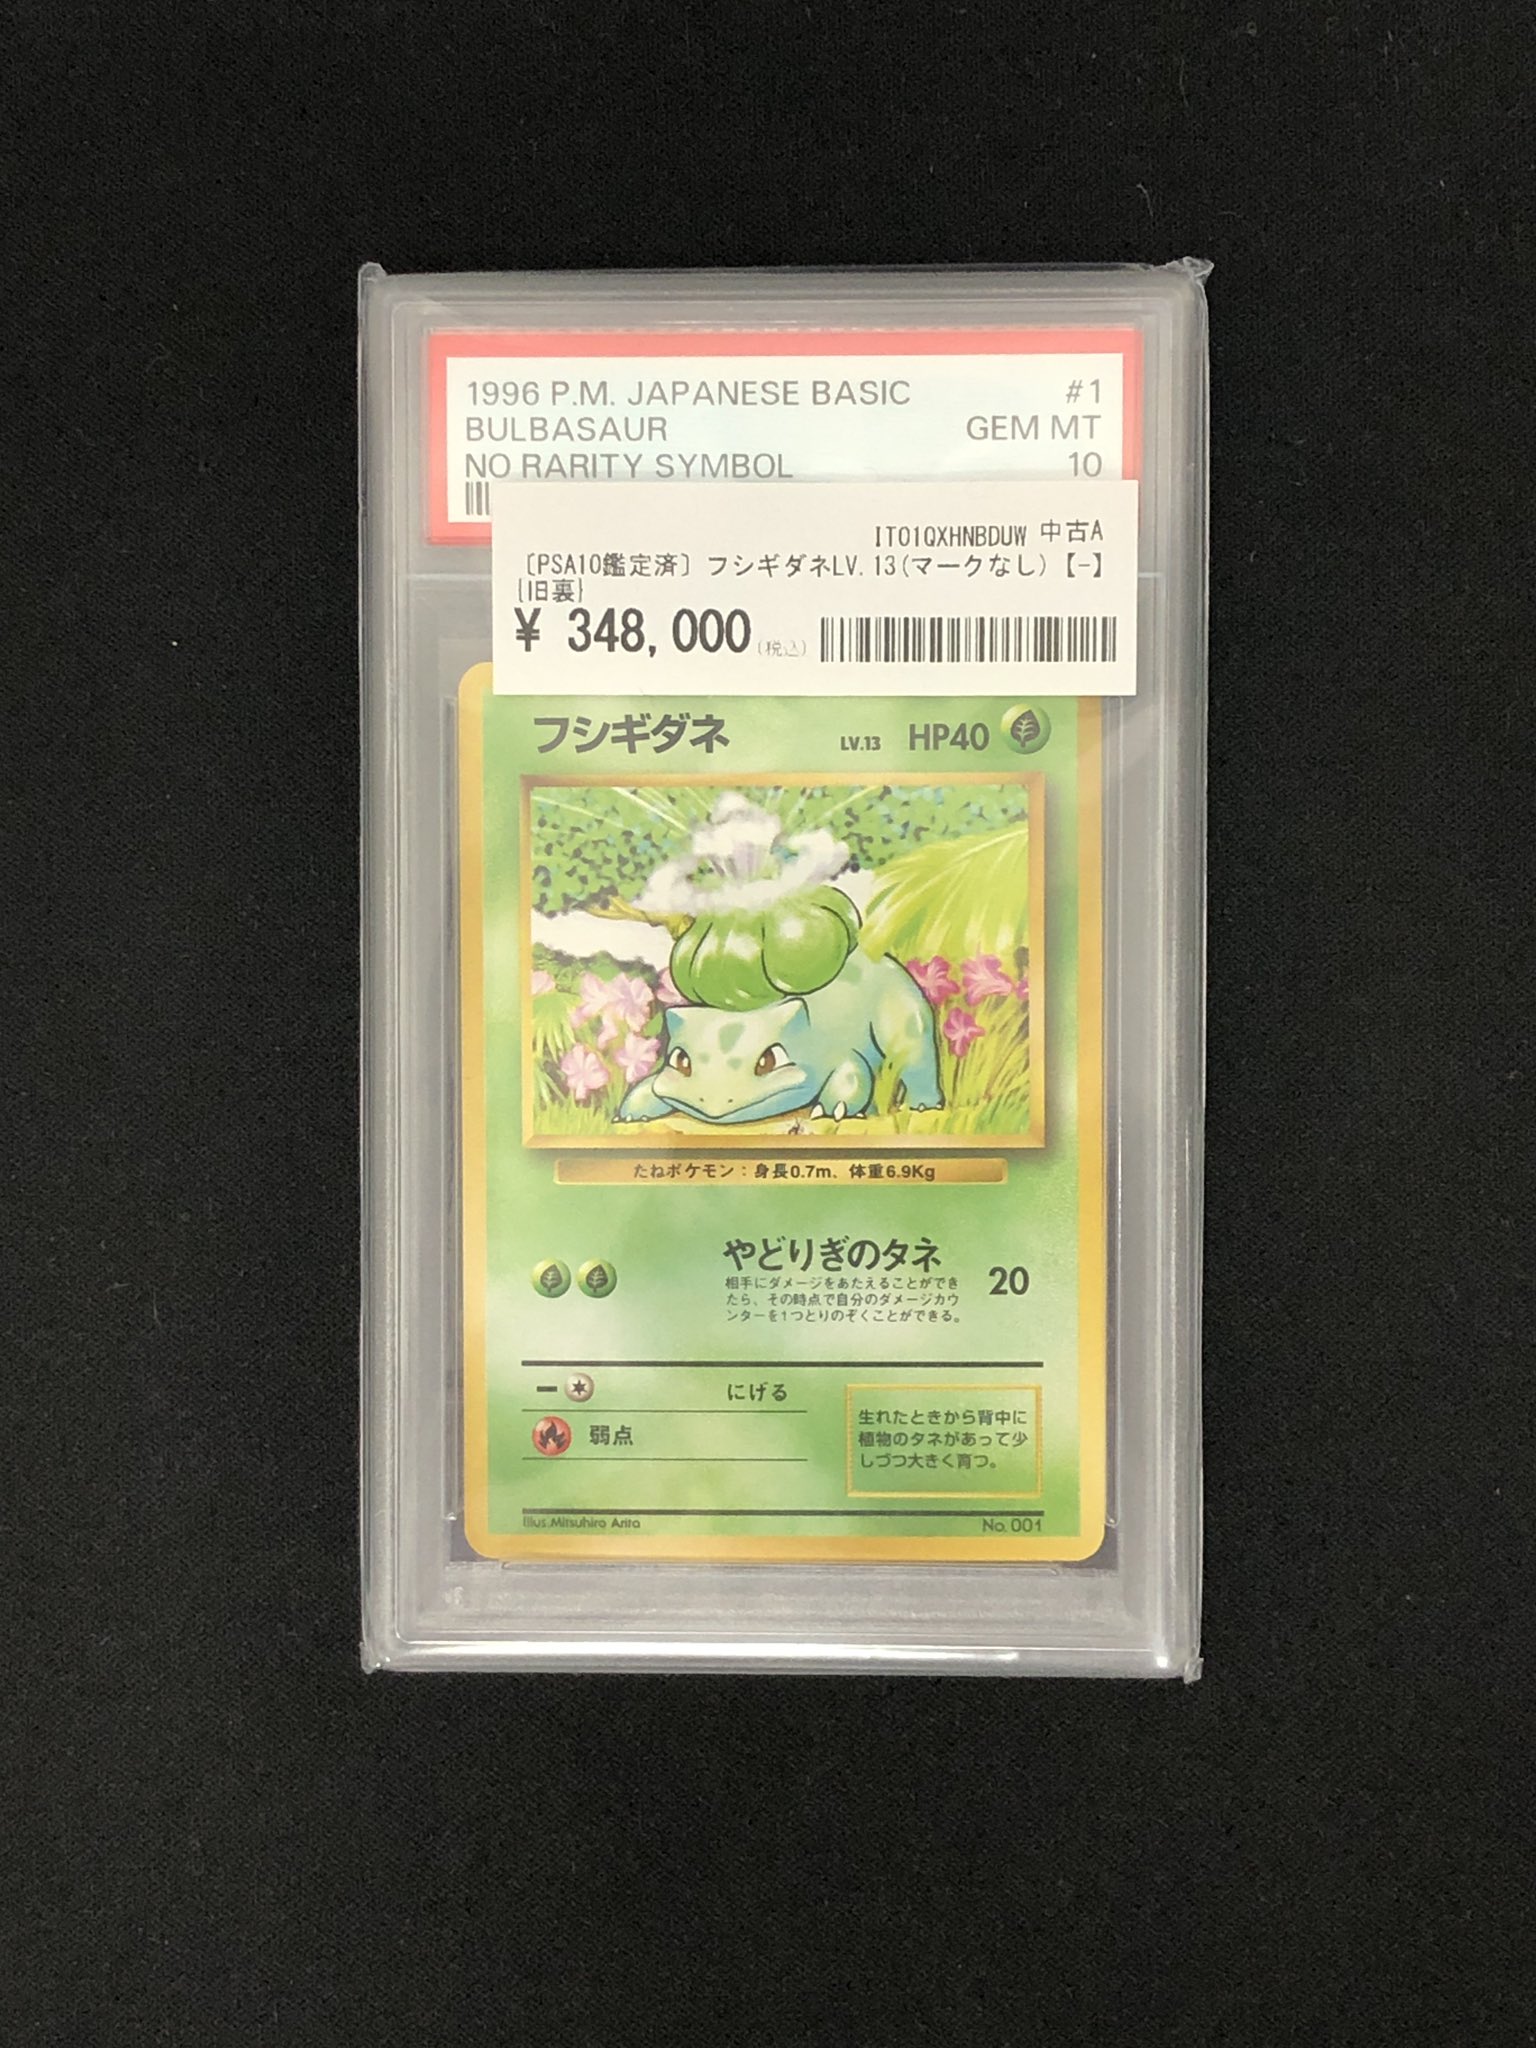 1996 P.M. JAPANESE BASIC #1
BULBASAUR GEM MT
NO RARITY SYMBOL 10
IT01QXHNBDUW 中古A
〔PSA10鑑定済〕フシギダネLV.13(マークなし)【-】
{旧裏}
¥ 348,000(税込)
フシギダネ LV.13 HP40
たねポケモン：身長0.7m、体重6.9Kg
やどりぎのタネ 20
相手にダメージをあたえることができ
たら、その時点で自分のダメージカウ
ンターを1つとりのぞくことができる。
にげる
弱点
生れたときから背中に
植物のタネがあって少
しづつ大きく育つ。
Illus. Mitsuhiro Arita No. 001